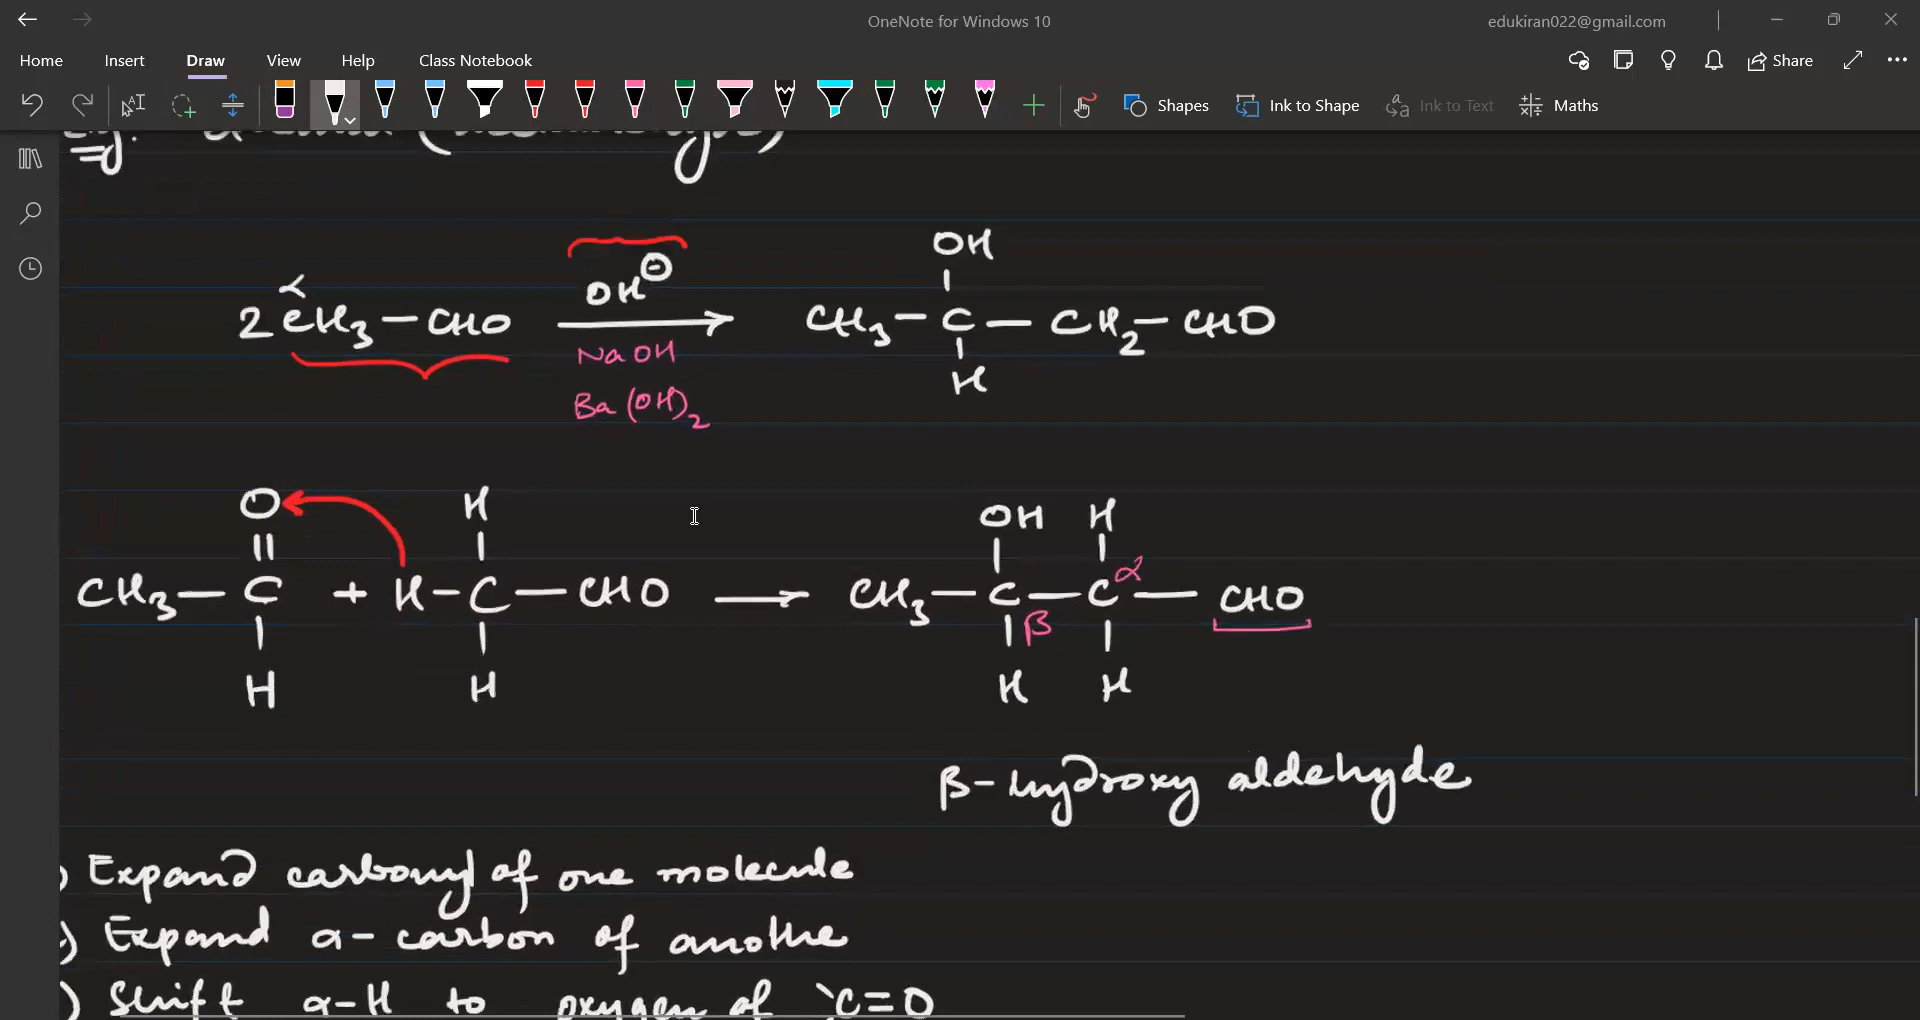 OneNote for Windows 10
edukiran022@gmail.com
Home Insert Draw View Help Class Notebook
Share
Shapes Ink to Shape Ink to Text Maths
OH
OH⊖
α
2 CH₃ — CHO → CH₃ — C — CH₂ — CHO
NaOH
H
Ba(OH)₂
O H OH H
|| | | |
α
CH₃ — C + H — C — CHO → CH₃ — C — C — CHO
| | | β |
H H H H
β- hydroxy aldehyde
) Expand carbonyl of one molecule
) Expand α- carbon of anothe
) Shift α-H to oxygen of >C=O